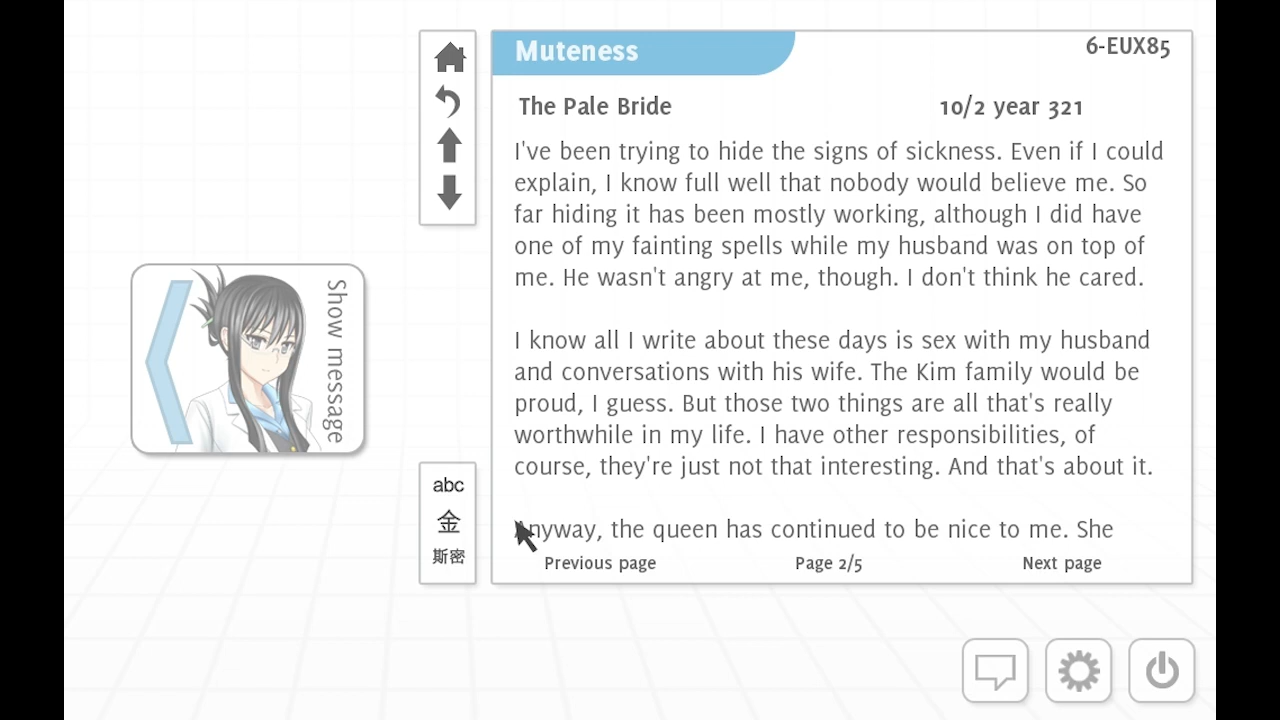 Muteness
6-EUX85
The Pale Bride
10/2 year 321
I've been trying to hide the signs of sickness. Even if I could
explain, I know full well that nobody would believe me. So
far hiding it has been mostly working, although I did have
one of my fainting spells while my husband was on top of
me. He wasn't angry at me, though. I don't think he cared.
I know all I write about these days is sex with my husband
and conversations with his wife. The Kim family would be
proud, I guess. But those two things are all that's really
worthwhile in my life. I have other responsibilities, of
course, they're just not that interesting. And that's about it.
Anyway, the queen has continued to be nice to me. She
Previous page
Page 2/5
Next page
Show message
abc
金
斯密